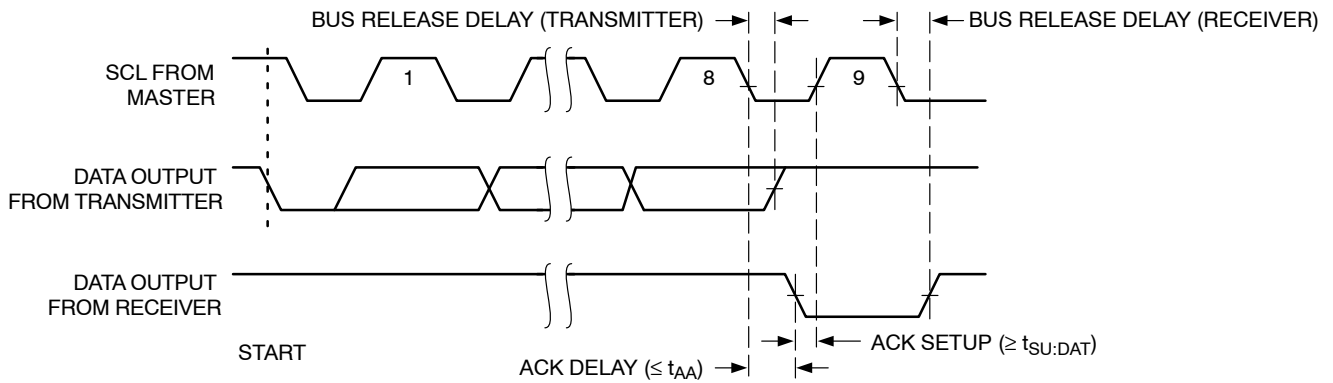 BUS RELEASE DELAY (TRANSMITTER)
BUS RELEASE DELAY (RECEIVER)
SCL FROM
MASTER
1
8
9
DATA OUTPUT
FROM TRANSMITTER
DATA OUTPUT
FROM RECEIVER
START
ACK SETUP (≥ tSU:DAT)
ACK DELAY (≤ tAA)